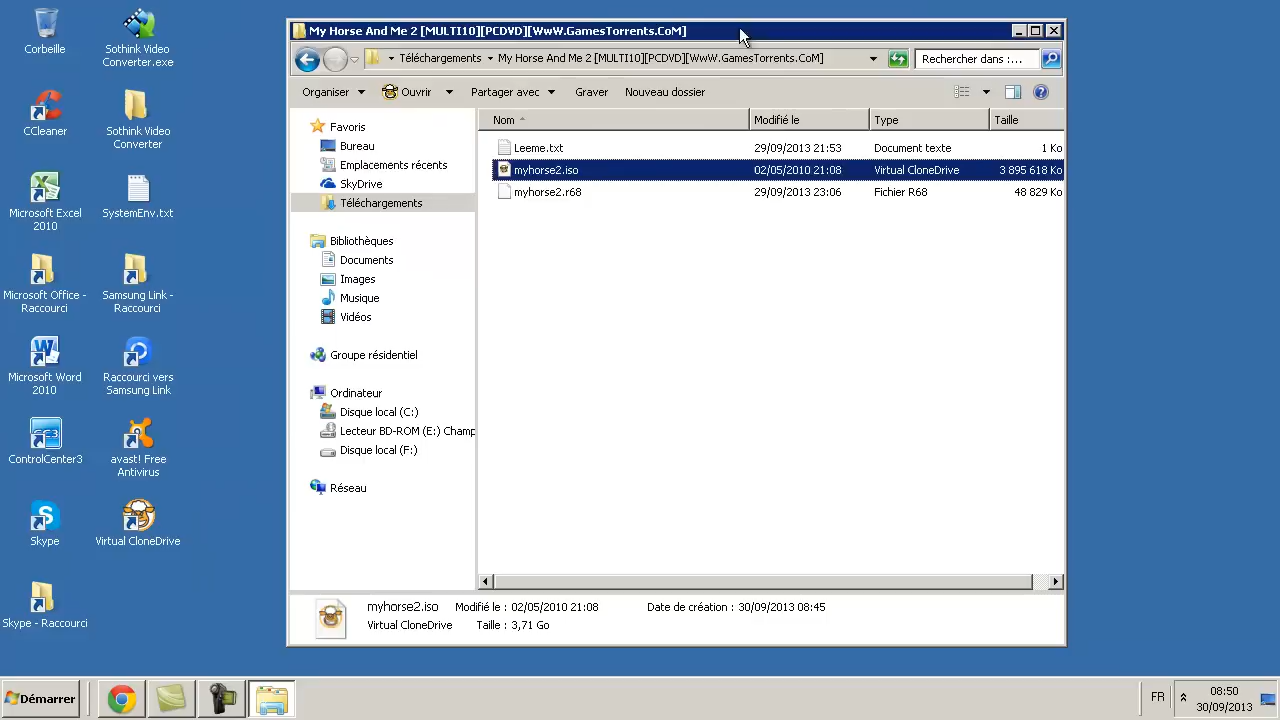 Corbeille
Sothink Video
Converter.exe
CCleaner
Sothink Video
Converter
Microsoft Excel
2010
SystemEnv.txt
Microsoft Office -
Raccourci
Samsung Link -
Raccourci
Microsoft Word
2010
Raccourci vers
Samsung Link
ControlCenter3
avast! Free
Antivirus
Skype
Virtual CloneDrive
Skype - Raccourci
My Horse And Me 2 [MULTI10][PCDVD][WwW.GamesTorrents.CoM]
Téléchargements
My Horse And Me 2 [MULTI10][PCDVD][WwW.GamesTorrents.CoM]
Rechercher dans : ...
Organiser
Ouvrir
Partager avec
Graver
Nouveau dossier
Favoris
Bureau
Emplacements récents
SkyDrive
Téléchargements
Bibliothèques
Documents
Images
Musique
Vidéos
Groupe résidentiel
Ordinateur
Disque local (C:)
Lecteur BD-ROM (E:) Champ
Disque local (F:)
Réseau
Nom Modifié le Type Taille
Leeme.txt 29/09/2013 21:53 Document texte 1 Ko
myhorse2.iso 02/05/2010 21:08 Virtual CloneDrive 3 895 618 Ko
myhorse2.r68 29/09/2013 23:06 Fichier R68 48 829 Ko
myhorse2.iso Modifié le : 02/05/2010 21:08 Date de création : 30/09/2013 08:45
Virtual CloneDrive Taille : 3,71 Go
Démarrer
FR
08:50
30/09/2013